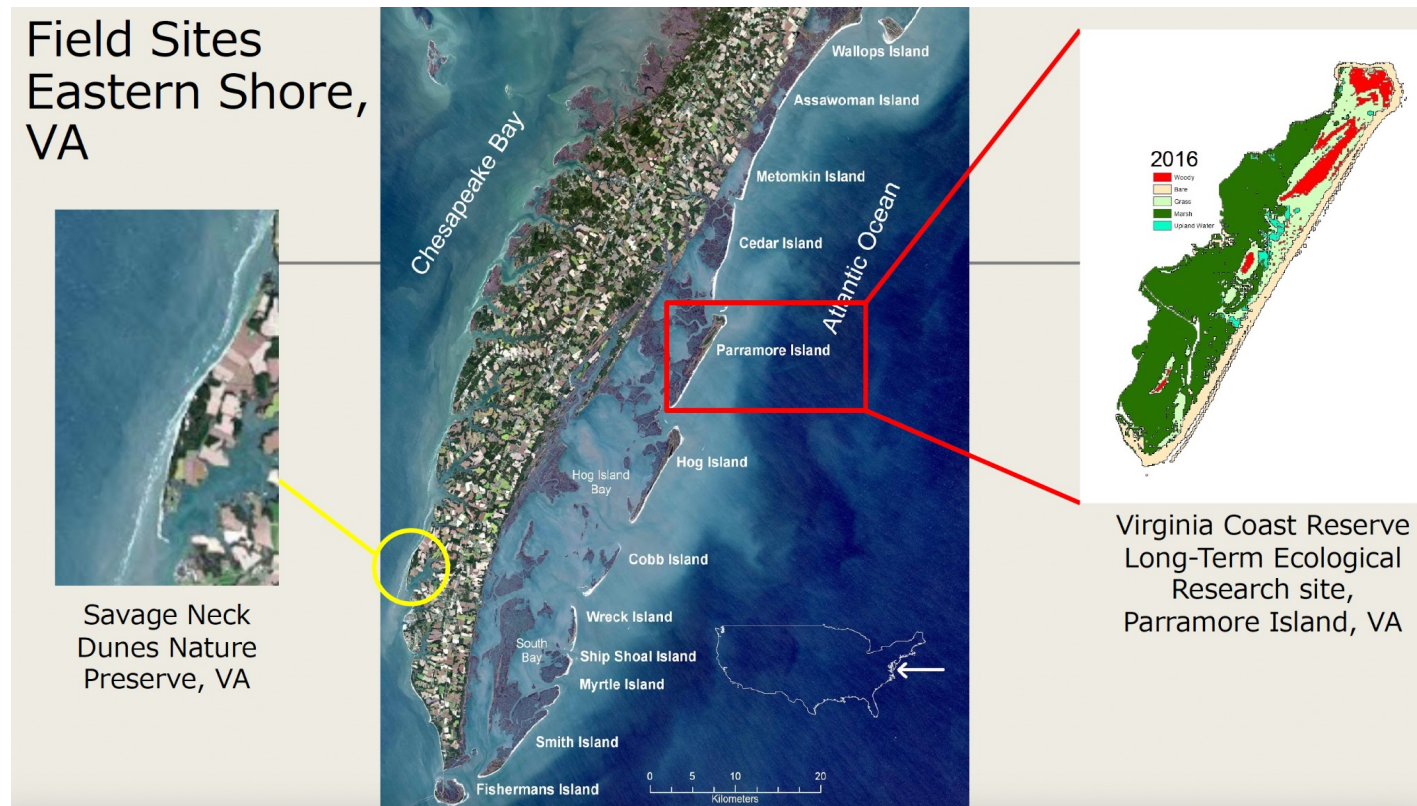 Field Sites
Eastern Shore,
VA
Savage Neck
Dunes Nature
Preserve, VA
Chesapeake Bay
Atlantic Ocean
Wallops Island
Assawoman Island
Metomkin Island
Cedar Island
Parramore Island
Hog Island
Hog Island
Bay
Cobb Island
Wreck Island
South
Bay
Ship Shoal Island
Myrtle Island
Smith Island
Fishermans Island
0 5 10 20
Kilometers
2016
Woody
Bare
Grass
Marsh
Upland Water
Virginia Coast Reserve
Long-Term Ecological
Research site,
Parramore Island, VA